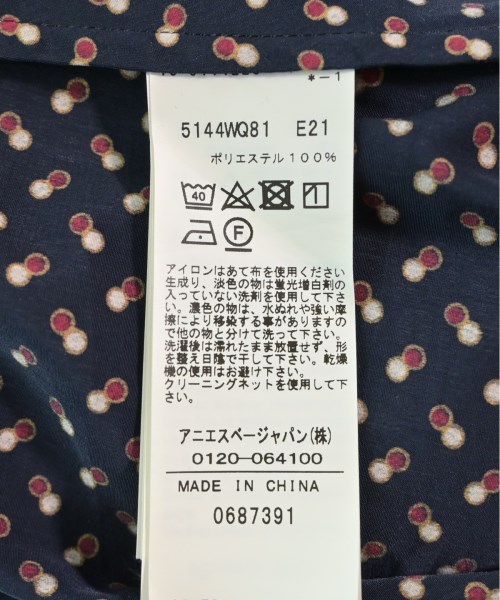 *-1
5144WQ81 E21
ポリエステル100%
40
F
アイロンはあて布を使用ください
生成り、淡色の物は蛍光増白剤の
入っていない洗剤を使用して下さ
い。濃色の物は、水ぬれや強い摩
擦により移染する事がありますの
で他の物と分けて洗って下さい。
洗濯後は濡れたまま放置せず、形
を整え日陰で干して下さい。乾燥
機の使用はお避け下さい。
クリーニングネットを使用して下
さい。
アニエスベージャパン(株)
0120-064100
MADE IN CHINA
0687391